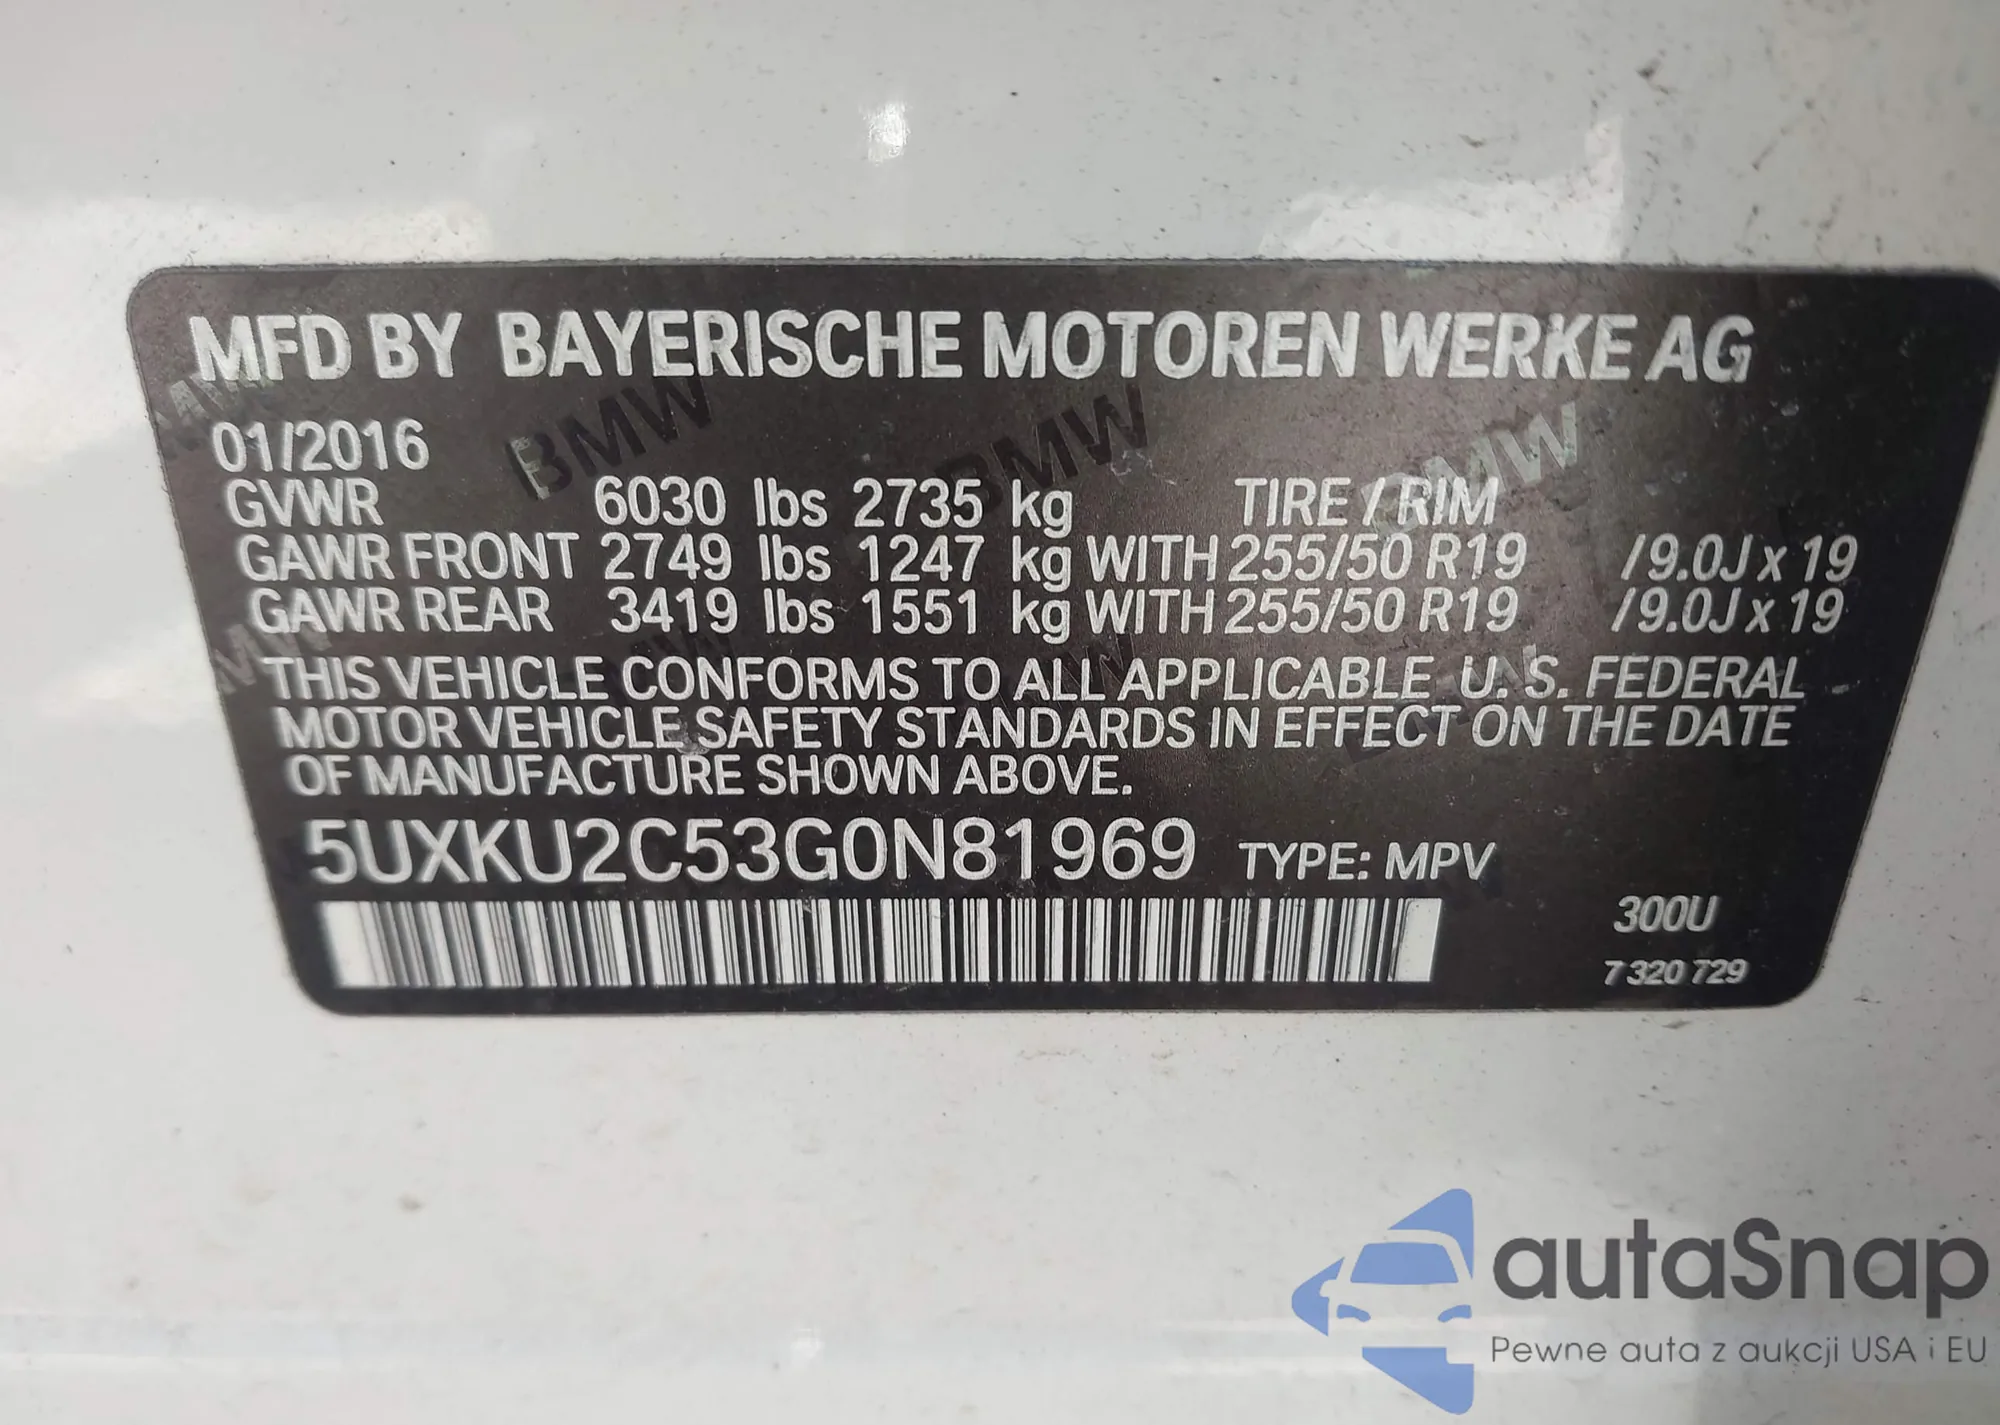 MFD BY BAYERISCHE MOTOREN WERKE AG
01/2016
GVWR 6030 lbs 2735 kg TIRE / RIM
GAWR FRONT 2749 lbs 1247 kg WITH 255/50 R19 /9.0J x 19
GAWR REAR 3419 lbs 1551 kg WITH 255/50 R19 /9.0J x 19
THIS VEHICLE CONFORMS TO ALL APPLICABLE U.S. FEDERAL
MOTOR VEHICLE SAFETY STANDARDS IN EFFECT ON THE DATE
OF MANUFACTURE SHOWN ABOVE.
5UXKU2C53G0N81969 TYPE: MPV
300U
7 320 729
BMW
BMW
BMW
autaSnap
Pewne auta z aukcji USA i EU